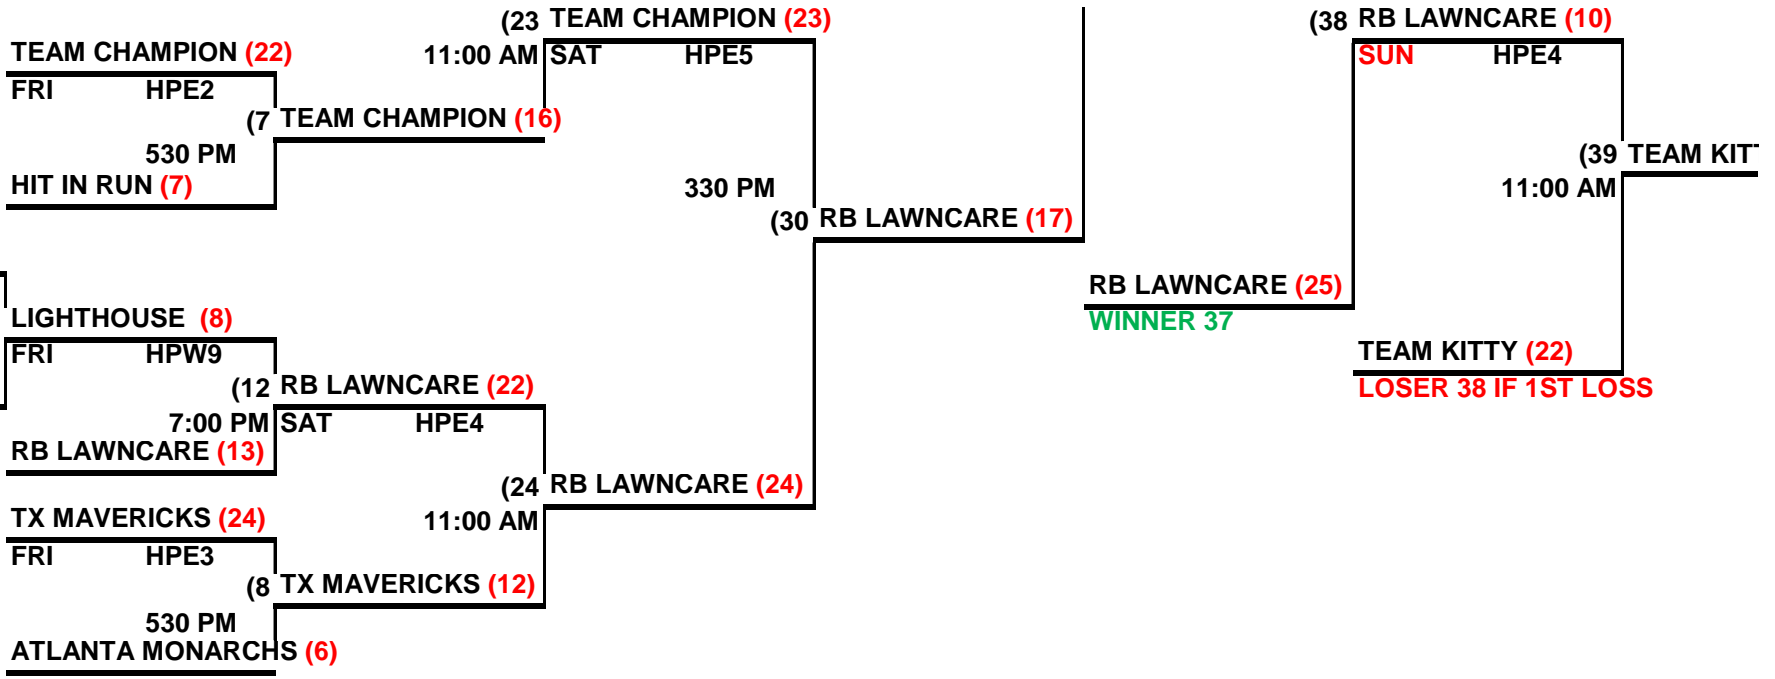 (23 TEAM CHAMPION (23)
(38 RB LAWNCARE (10)
TEAM CHAMPION (22)
11:00 AM SAT HPE5
SUN HPE4
FRI HPE2
(7 TEAM CHAMPION (16)
530 PM
(39 TEAM KIT
HIT IN RUN (7)
330 PM
11:00 AM
(30 RB LAWNCARE (17)
RB LAWNCARE (25)
WINNER 37
LIGHTHOUSE (8)
FRI HPW9
TEAM KITTY (22)
(12 RB LAWNCARE (22)
LOSER 38 IF 1ST LOSS
7:00 PM SAT HPE4
RB LAWNCARE (13)
(24 RB LAWNCARE (24)
TX MAVERICKS (24)
11:00 AM
FRI HPE3
(8 TX MAVERICKS (12)
530 PM
ATLANTA MONARCHS (6)